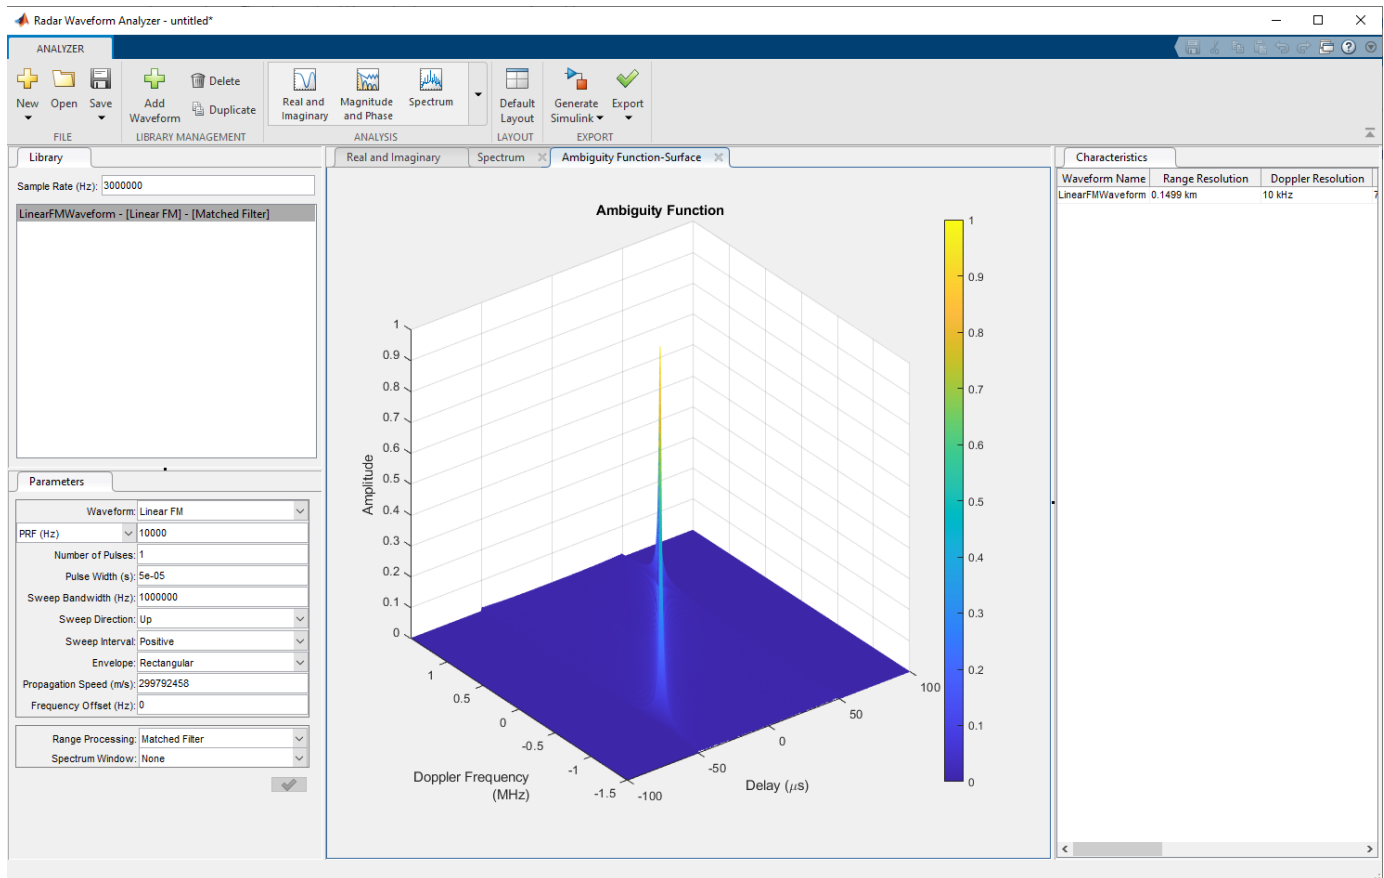 Radar Waveform Analyzer - untitled*
ANALYZER
New
Open
Save
FILE
Add Waveform
Delete
Duplicate
LIBRARY MANAGEMENT
Real and Imaginary
Magnitude and Phase
Spectrum
ANALYSIS
Default Layout
LAYOUT
Generate Simulink
Export
EXPORT
Library
Sample Rate (Hz): 3000000
LinearFMWaveform - [Linear FM] - [Matched Filter]
Parameters
Waveform: Linear FM
PRF (Hz) 10000
Number of Pulses: 1
Pulse Width (s): 5e-05
Sweep Bandwidth (Hz): 1000000
Sweep Direction: Up
Sweep Interval: Positive
Envelope: Rectangular
Propagation Speed (m/s): 299792458
Frequency Offset (Hz): 0
Range Processing: Matched Filter
Spectrum Window: None
Real and Imaginary
Spectrum
Ambiguity Function-Surface
Ambiguity Function
Amplitude
1
0.9
0.8
0.7
0.6
0.5
0.4
0.3
0.2
0.1
0
1
0.5
0
-0.5
-1
-1.5
Doppler Frequency
(MHz)
-100
-50
0
50
100
Delay (μs)
1
0.9
0.8
0.7
0.6
0.5
0.4
0.3
0.2
0.1
0
Characteristics
Waveform Name Range Resolution Doppler Resolution
LinearFMWaveform 0.1499 km 10 kHz 7